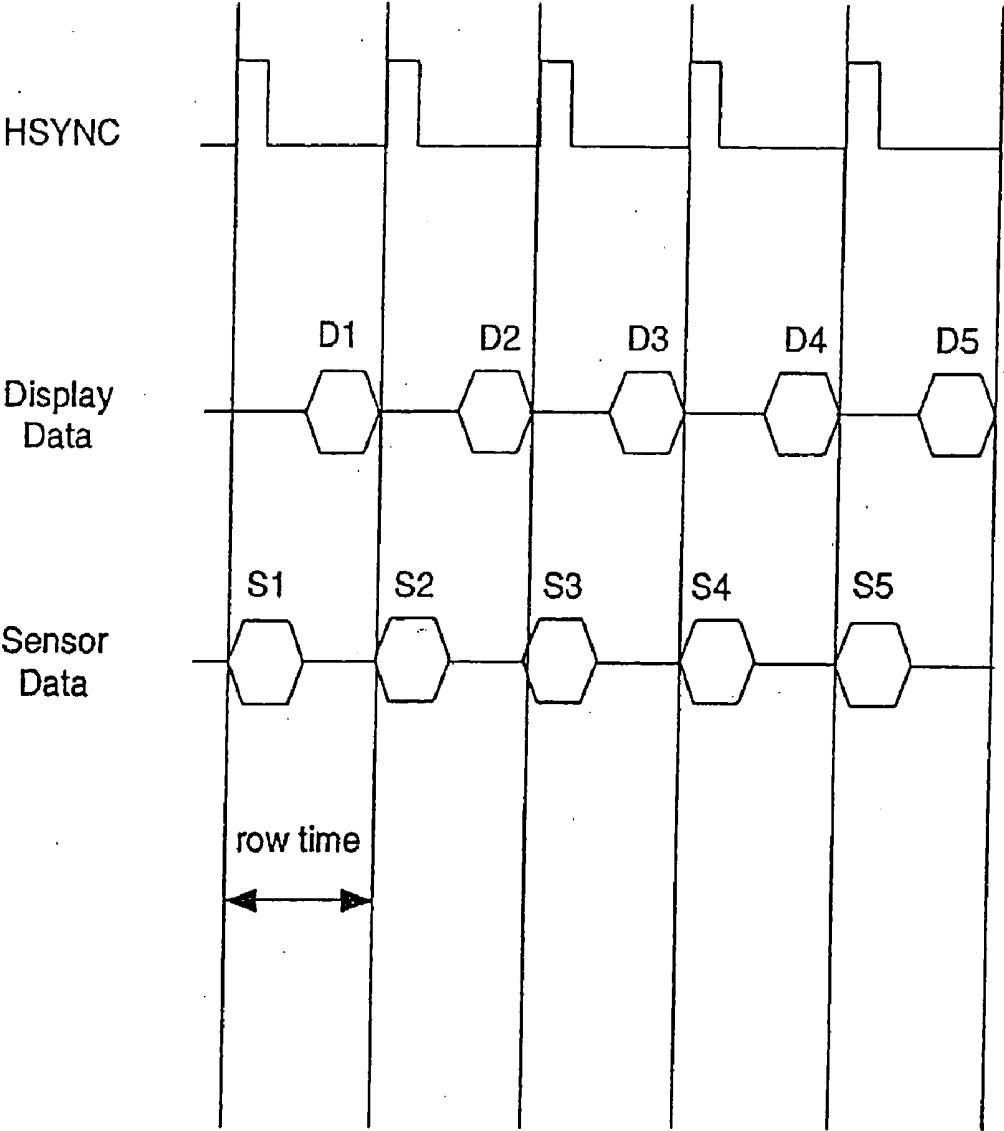 HSYNC
D1 D2 D3 D4 D5
Display
Data
S1 S2 S3 S4 S5
Sensor
Data
row time